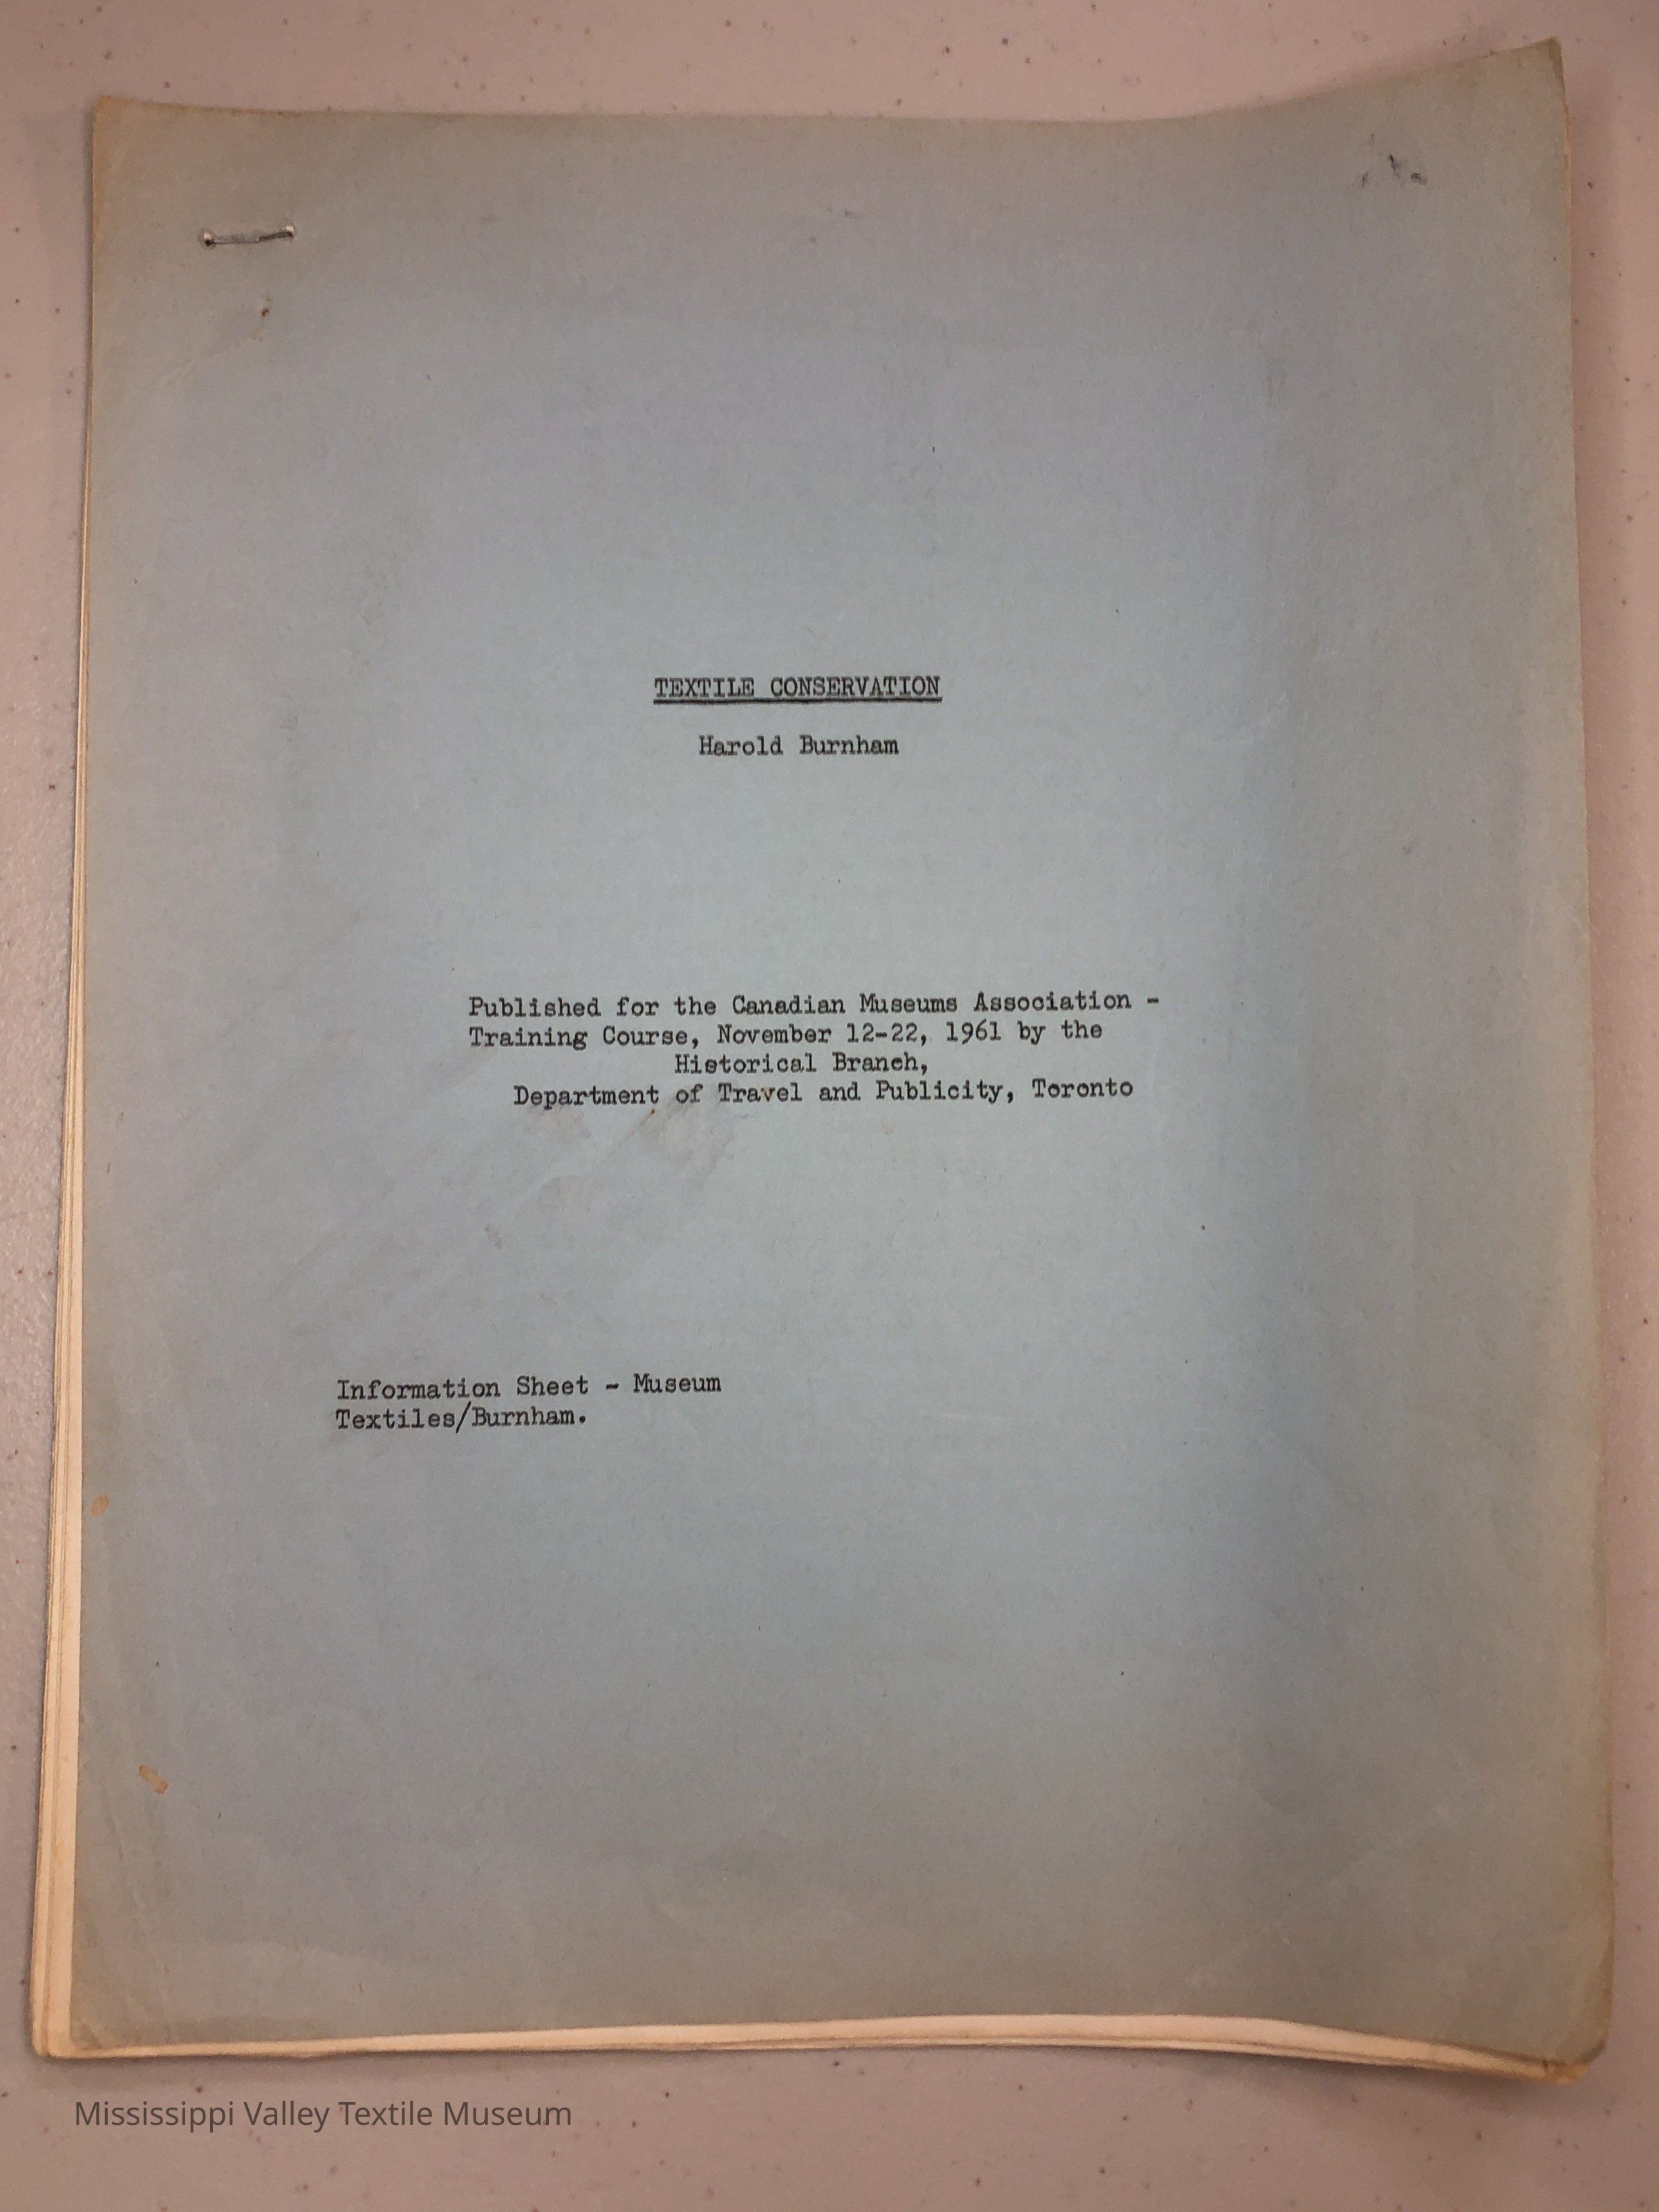 TEXTILE CONSERVATION
Harold Burnham
Published for the Canadian Museums Association -
Training Course, November 12-22, 1961 by the
Historical Branch,
Department of Travel and Publicity, Toronto
Information Sheet - Museum
Textiles/Burnham.
Mississippi Valley Textile Museum